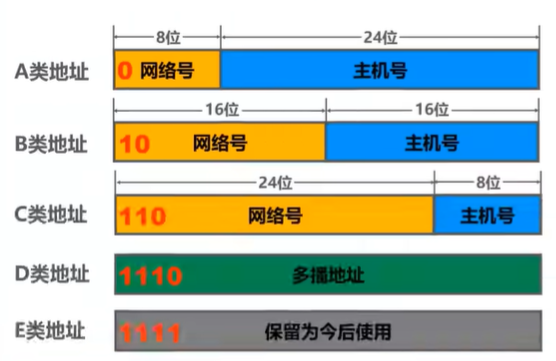 8位 24位
A类地址 0 网络号 主机号
16位 16位
B类地址 10 网络号 主机号
24位 8位
C类地址 110 网络号 主机号
D类地址 1110 多播地址
E类地址 1111 保留为今后使用